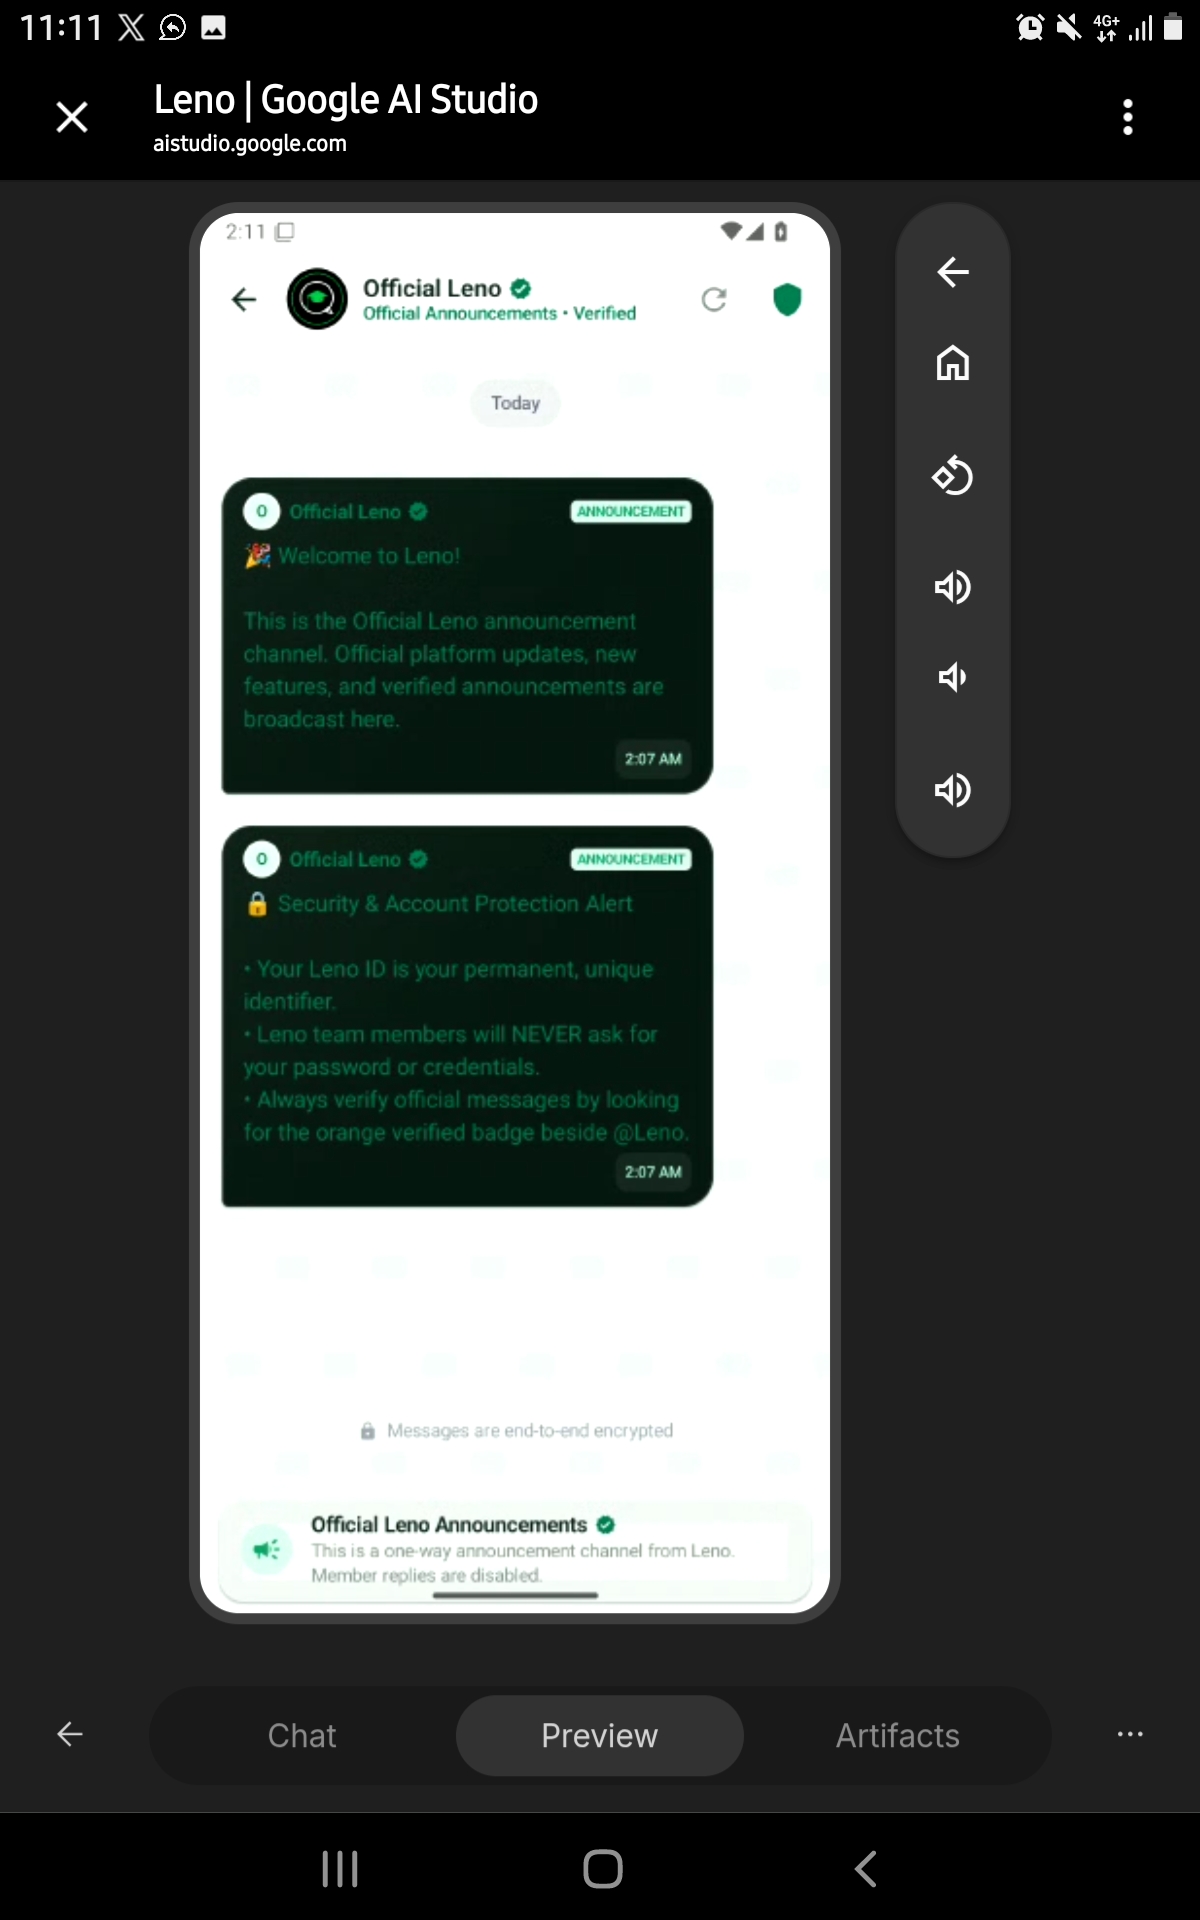 11:11
4G+
Leno | Google AI Studio
aistudio.google.com
2:11
Official Leno
Official Announcements • Verified
Today
O Official Leno ANNOUNCEMENT
🎉 Welcome to Leno!
This is the Official Leno announcement
channel. Official platform updates, new
features, and verified announcements are
broadcast here.
2:07 AM
O Official Leno ANNOUNCEMENT
🔒 Security & Account Protection Alert
• Your Leno ID is your permanent, unique
identifier.
• Leno team members will NEVER ask for
your password or credentials.
• Always verify official messages by looking
for the orange verified badge beside @Leno.
2:07 AM
Messages are end-to-end encrypted
Official Leno Announcements
This is a one-way announcement channel from Leno.
Member replies are disabled.
Chat Preview Artifacts